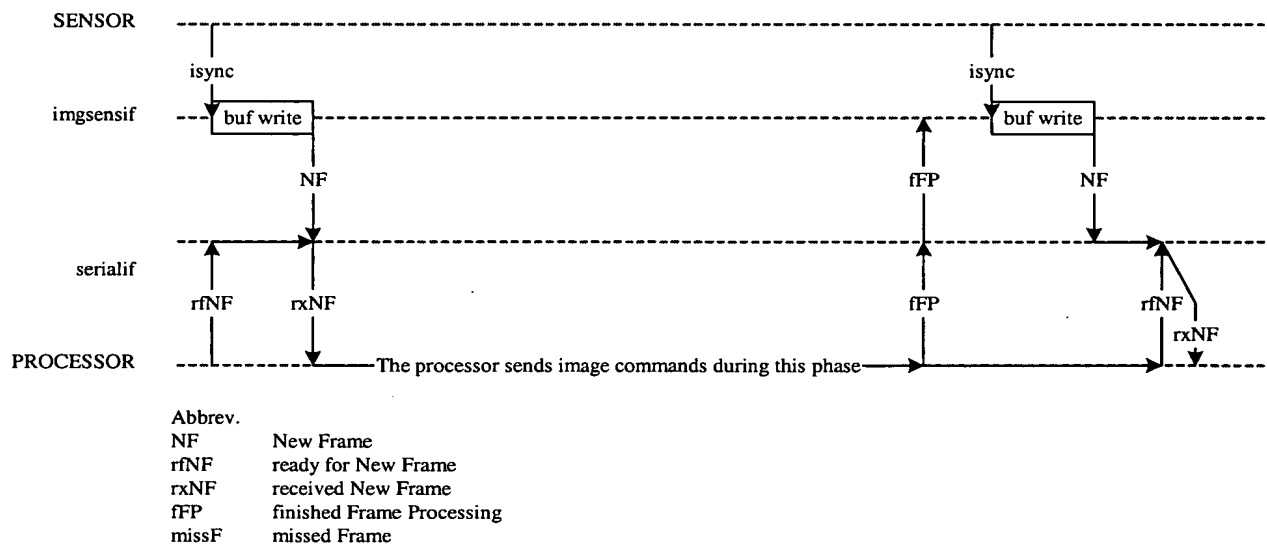 SENSOR
isync
isync
imgsensif
buf write
buf write
NF
fFP
NF
serialif
rfNF
rxNF
fFP
rfNF
rxNF
PROCESSOR
The processor sends image commands during this phase
Abbrev.
NF New Frame
rfNF ready for New Frame
rxNF received New Frame
fFP finished Frame Processing
missF missed Frame